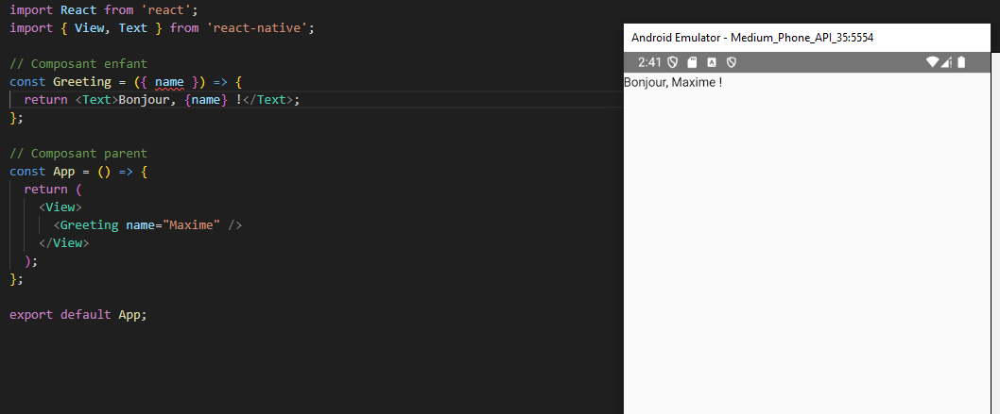 import React from 'react';
import { View, Text } from 'react-native';
// Composant enfant
const Greeting = ({ name }) => {
return <Text>Bonjour, {name} !</Text>;
};
// Composant parent
const App = () => {
return (
<View>
<Greeting name="Maxime" />
</View>
);
};
export default App;
Android Emulator - Medium_Phone_API_35:5554
2:41
Bonjour, Maxime !